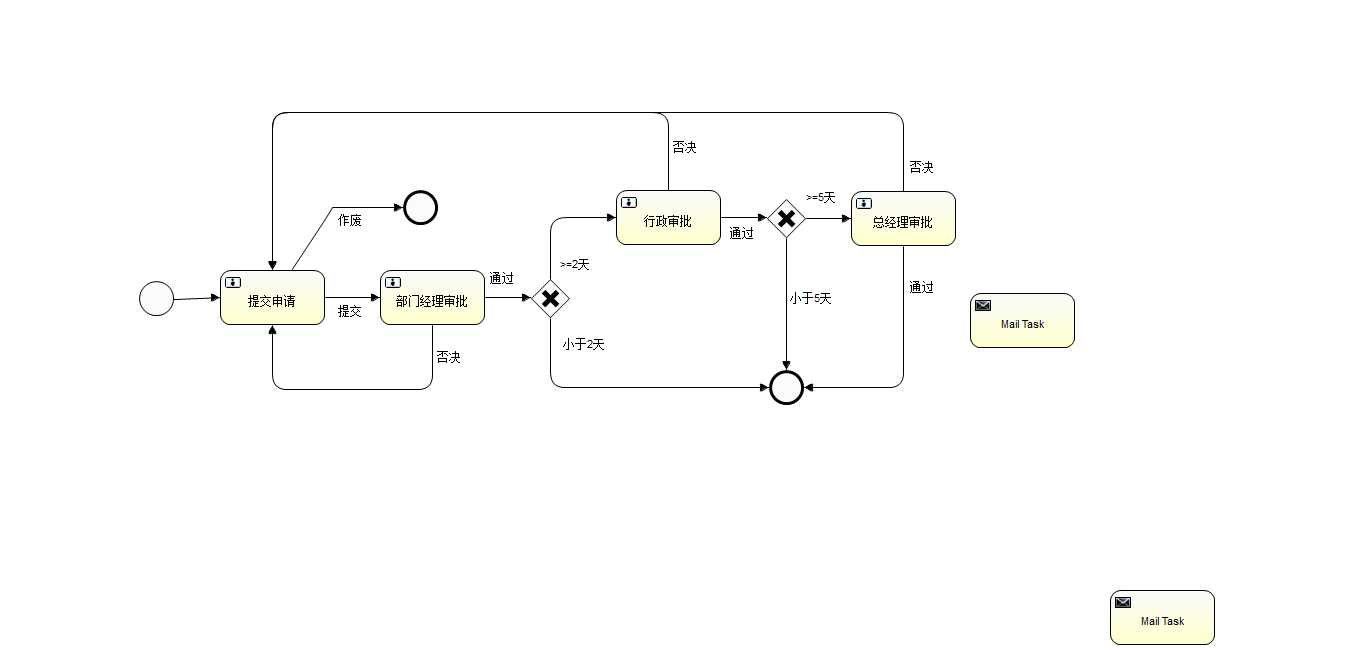 否决
否决
>=5天
作废
行政审批
总经理审批
通过
>=2天
通过
提交申请
部门经理审批
提交
小于5天
通过
Mail Task
小于2天
否决
Mail Task